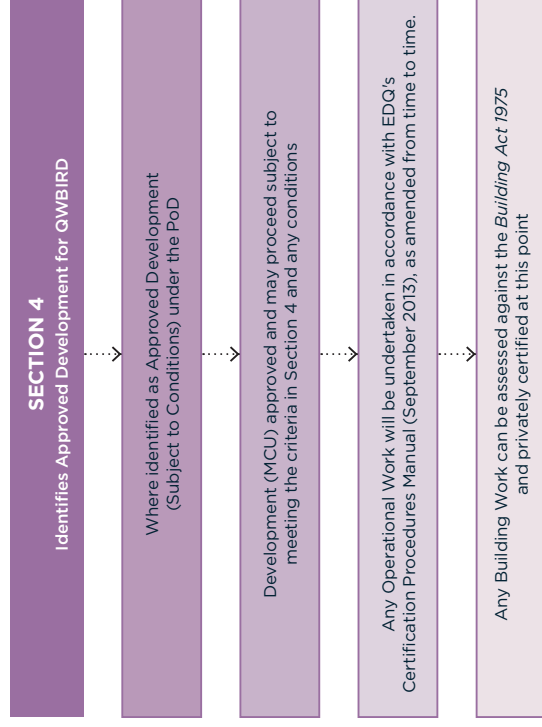 SECTION 4
Identifies Approved Development for QWBIRD
Where identified as Approved Development
(Subject to Conditions) under the PoD
Development (MCU) approved and may proceed subject to
meeting the criteria in Section 4 and any conditions
Any Operational Work will be undertaken in accordance with EDQ's
Certification Procedures Manual (September 2013), as amended from time to time.
Any Building Work can be assessed against the Building Act 1975
and privately certified at this point